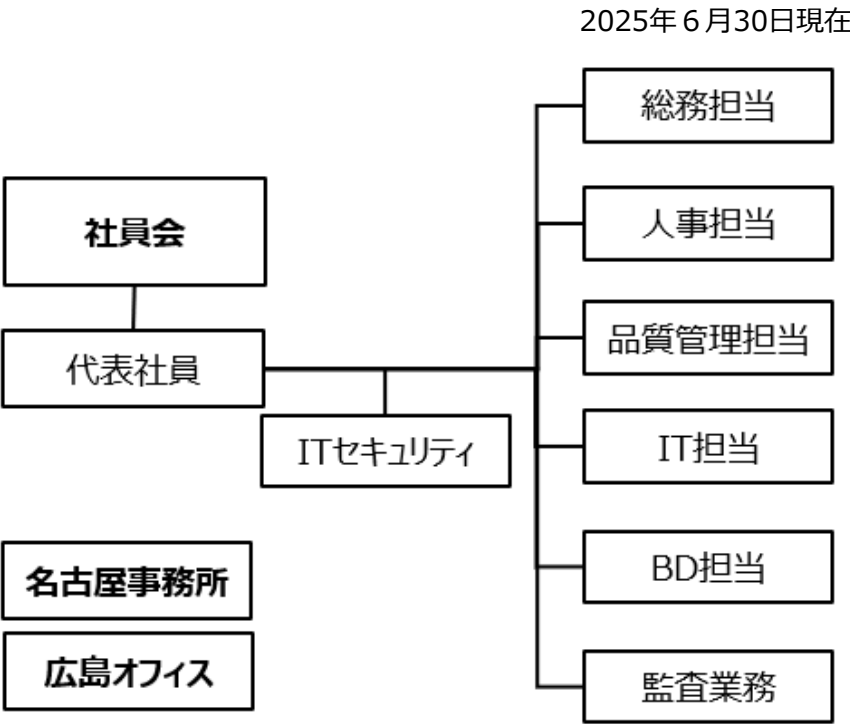 2025年６月30日現在
総務担当
人事担当
社員会
品質管理担当
代表社員
ITセキュリティ
IT担当
BD担当
名古屋事務所
広島オフィス
監査業務